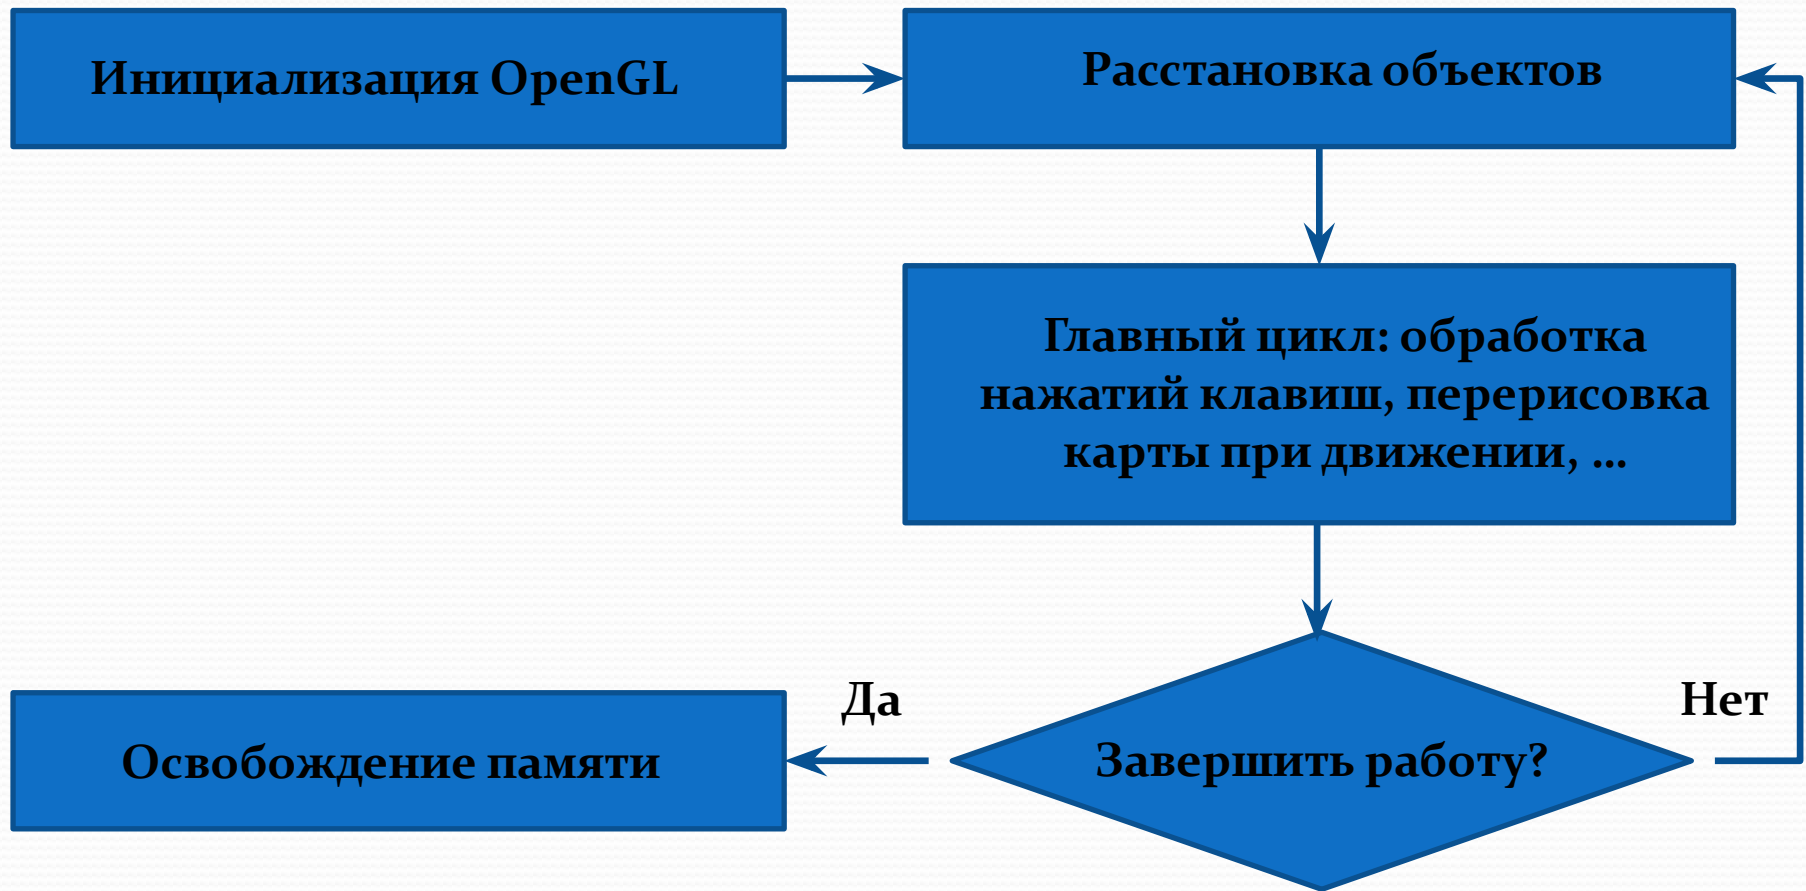 Инициализация OpenGL
Расстановка объектов
Главный цикл: обработка
нажатий клавиш, перерисовка
карты при движении, ...
Да
Нет
Завершить работу?
Освобождение памяти